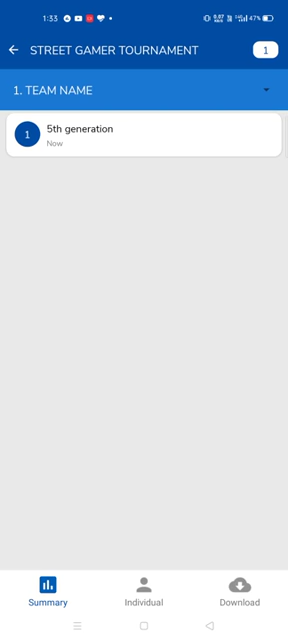 1:33
47%
STREET GAMER TOURNAMENT
1
1. TEAM NAME
1
5th generation
Now
Summary
Individual
Download